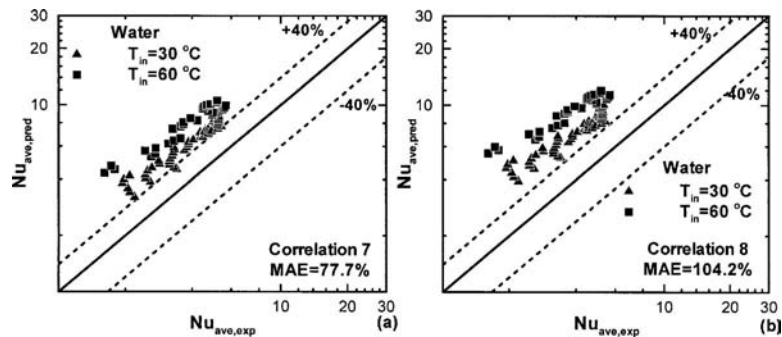 30
20
10
Nu_ave,pred
Water
▲ T_in=30 °C
■ T_in=60 °C
+40%
-40%
Correlation 7
MAE=77.7%
10
20
30
Nu_ave,exp
(a)
30
20
10
Nu_ave,pred
+40%
-40%
Water
▲ T_in=30 °C
■ T_in=60 °C
Correlation 8
MAE=104.2%
10
20
30
Nu_ave,exp
(b)